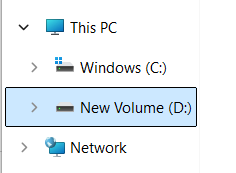 This PC
Windows (C:)
New Volume (D:)
Network